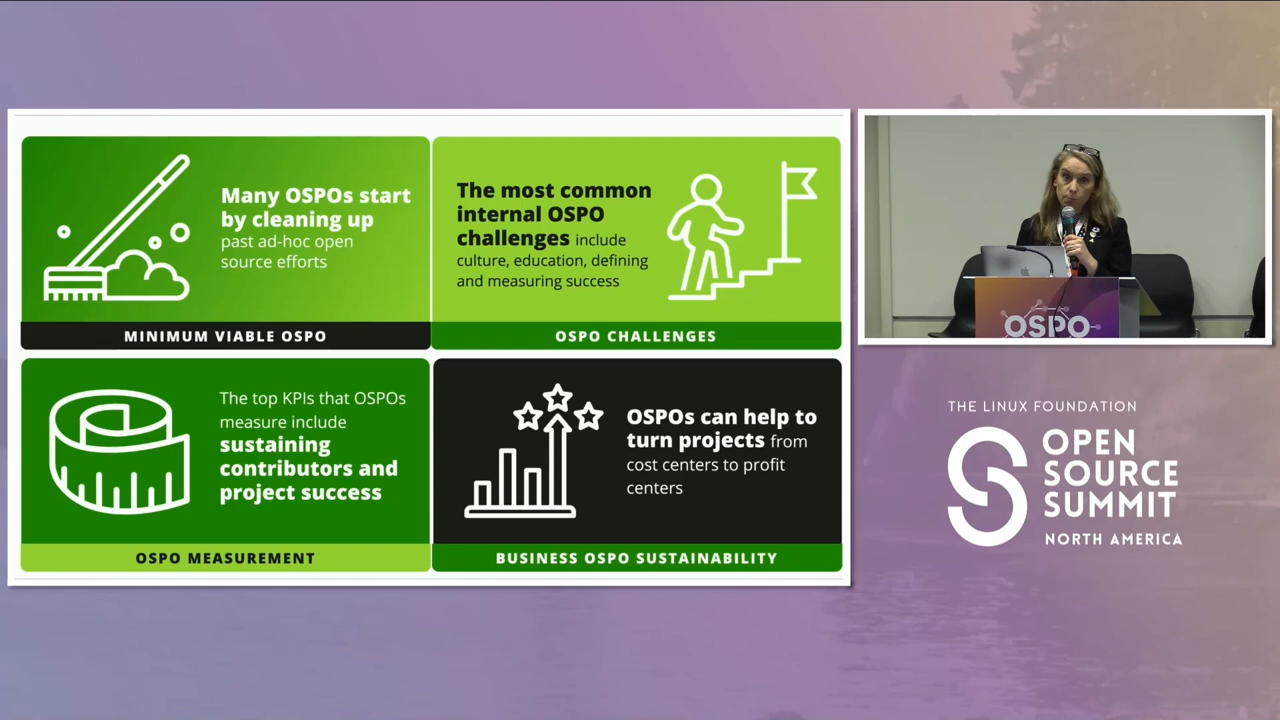 Many OSPOs start
by cleaning up
past ad-hoc open
source efforts
MINIMUM VIABLE OSPO
The most common
internal OSPO
challenges include
culture, education, defining
and measuring success
OSPO CHALLENGES
The top KPIs that OSPOs
measure include
sustaining
contributors and
project success
OSPO MEASUREMENT
OSPOs can help to
turn projects from
cost centers to profit
centers
BUSINESS OSPO SUSTAINABILITY
OSPO
THE LINUX FOUNDATION
OPEN
SOURCE
SUMMIT
NORTH AMERICA